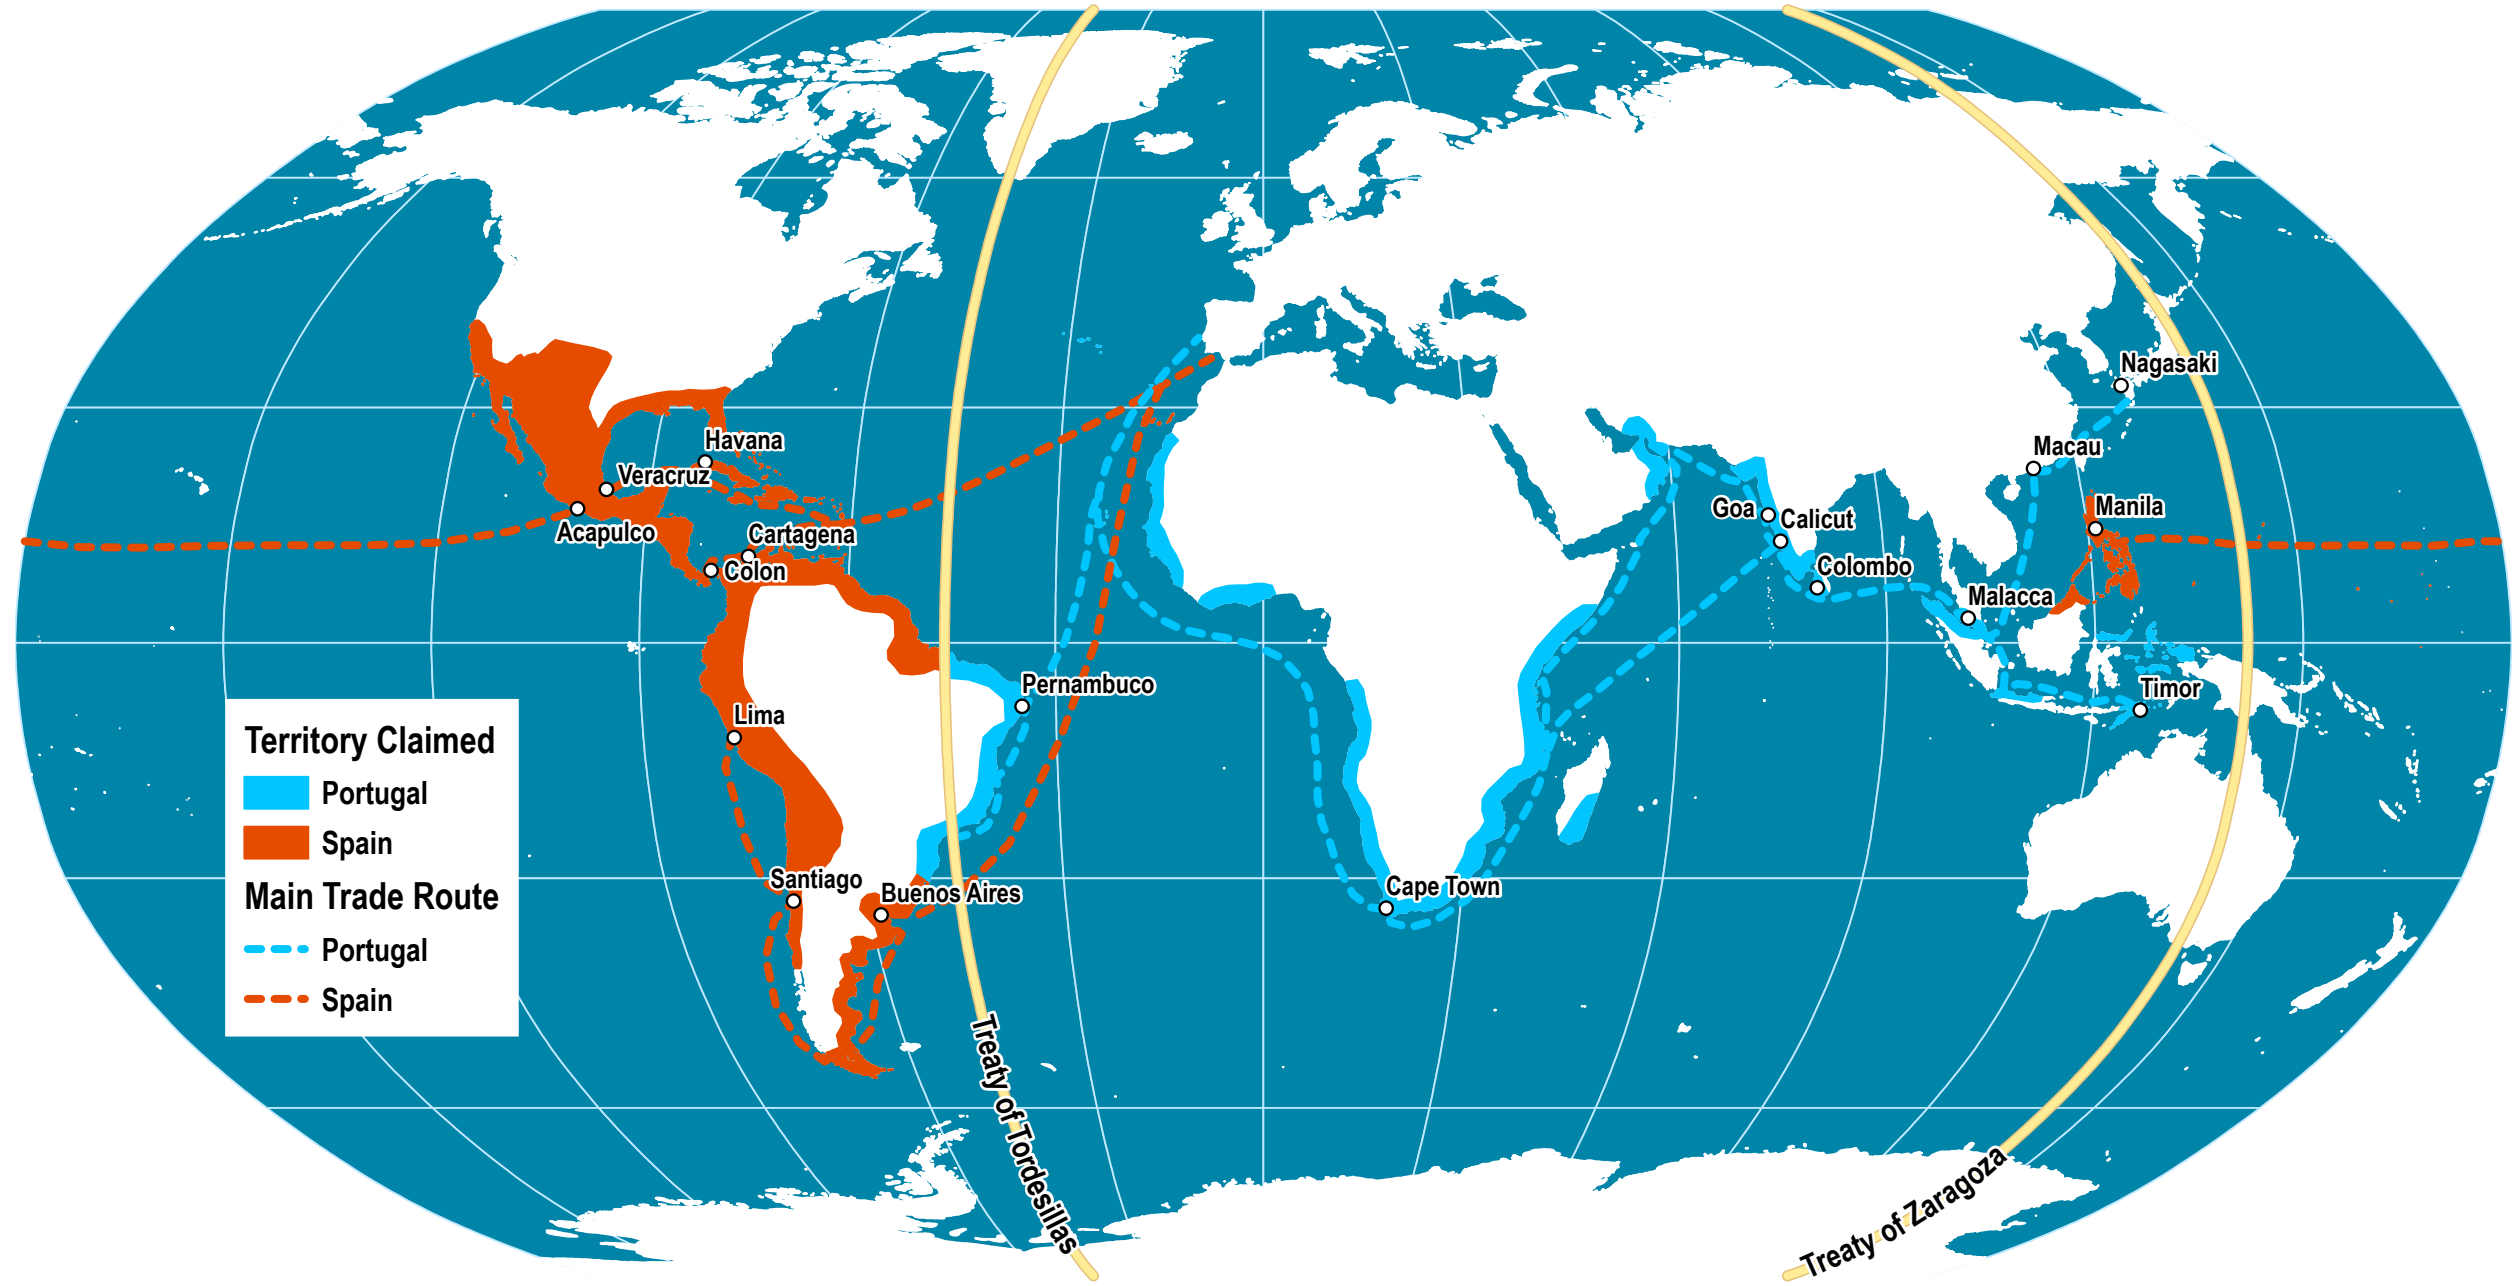 Nagasaki
Havana
Macau
Veracruz
Manila
Goa
Calicut
Acapulco
Cartagena
Colon
Colombo
Malacca
Pernambuco
Timor
Lima
Territory Claimed
Portugal
Spain
Santiago
Buenos Aires
Cape Town
Main Trade Route
Portugal
Spain
Treaty of Tordesillas
Treaty of Zaragoza